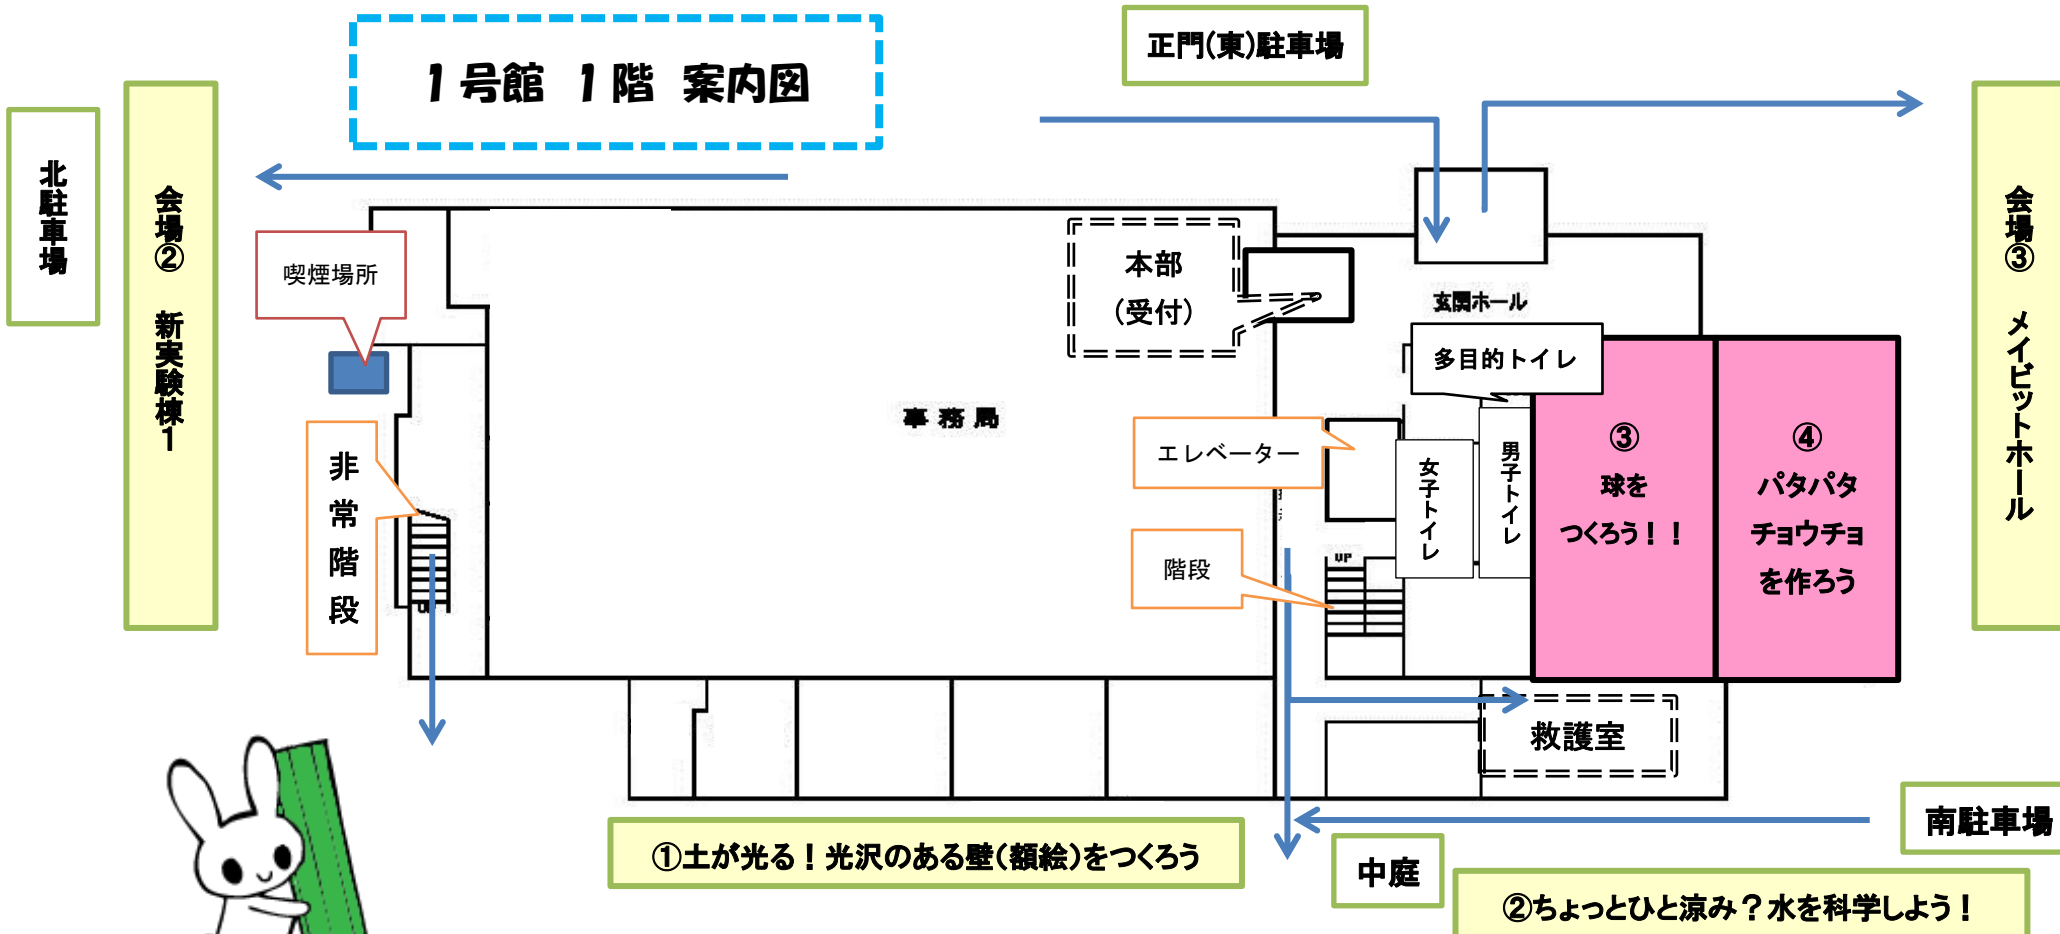 1号館 1階 案内図
正門(東)駐車場
北駐車場
会場② 新実験棟1
会場③ メイビットホール
喫煙場所
本部
(受付)
玄関ホール
多目的トイレ
事務局
エレベーター
女子トイレ
男子トイレ
③
球を
つくろう!!
④
パタパタ
チョウチョ
を作ろう
非常階段
階段
UP
救護室
南駐車場
①土が光る!光沢のある壁(額絵)をつくろう
中庭
②ちょっとひと涼み?水を科学しよう!